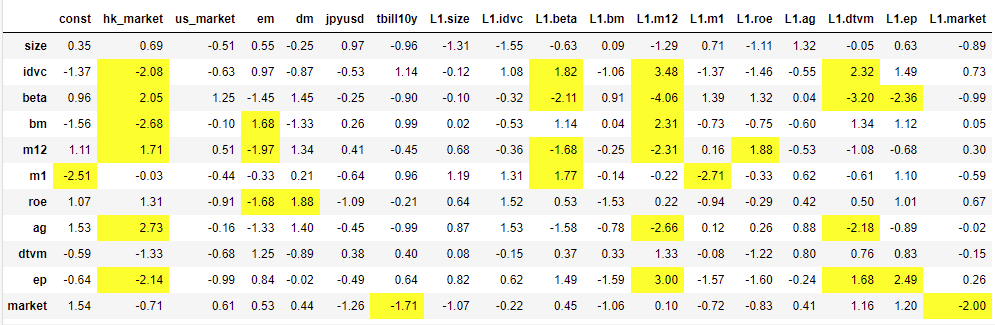 const hk_market us_market em dm jpyusd tbill10y L1.size L1.idvc L1.beta L1.bm L1.m12 L1.m1 L1.roe L1.ag L1.dtvm L1.ep L1.market
size 0.35 0.69 -0.51 0.55 -0.25 0.97 -0.96 -1.31 -1.55 -0.63 0.09 -1.29 0.71 -1.11 1.32 -0.05 0.63 -0.89
idvc -1.37 -2.08 -0.63 0.97 -0.87 -0.53 1.14 -0.12 1.08 1.82 -1.06 3.48 -1.37 -1.46 -0.55 2.32 1.49 0.73
beta 0.96 2.05 1.25 -1.45 1.45 -0.25 -0.90 -0.10 -0.32 -2.11 0.91 -4.06 1.39 1.32 0.04 -3.20 -2.36 -0.99
bm -1.56 -2.68 -0.10 1.68 -1.33 0.26 0.99 0.02 -0.53 1.14 0.04 2.31 -0.73 -0.75 -0.60 1.34 1.12 0.05
m12 1.11 1.71 0.51 -1.97 1.34 0.41 -0.45 0.68 -0.36 -1.68 -0.25 -2.31 0.16 1.88 -0.53 -1.08 -0.68 0.30
m1 -2.51 -0.03 -0.44 -0.33 0.21 -0.64 0.96 1.19 1.31 1.77 -0.14 -0.22 -2.71 -0.33 0.62 -0.61 -1.10 -0.59
roe 1.07 1.31 -0.91 -1.68 1.88 -1.09 -0.21 0.64 1.52 0.53 -1.53 0.22 -0.94 -0.29 0.42 0.50 1.01 0.67
ag 1.53 2.73 -0.16 -1.33 1.40 -0.45 -0.99 0.87 1.53 -1.58 -0.78 -2.66 0.12 0.26 0.88 -2.18 -0.89 -0.02
dtvm -0.59 -1.33 -0.68 1.25 -0.89 0.38 0.40 0.08 -0.15 0.37 0.33 1.33 -0.08 -1.22 0.80 0.76 0.83 -0.15
ep -0.64 -2.14 -0.99 0.84 -0.02 -0.49 0.64 0.82 0.62 1.49 -1.59 3.00 -1.57 -1.60 -0.24 1.68 2.49 0.26
market 1.54 -0.71 0.61 0.53 0.44 -1.26 -1.71 -1.07 -0.22 0.45 -1.06 0.10 -0.72 -0.83 0.41 1.16 1.20 -2.00